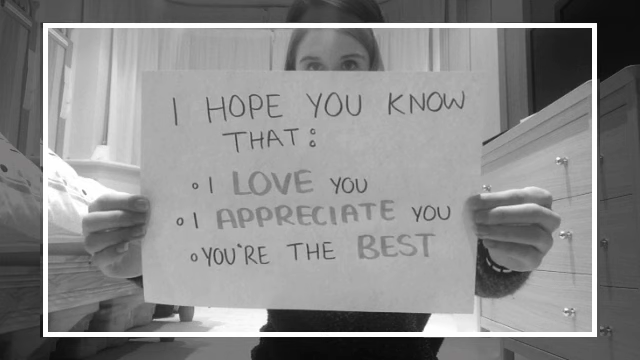 I HOPE YOU KNOW
THAT:
◦ I LOVE YOU
◦ I APPRECIATE YOU
◦ YOU'RE THE BEST